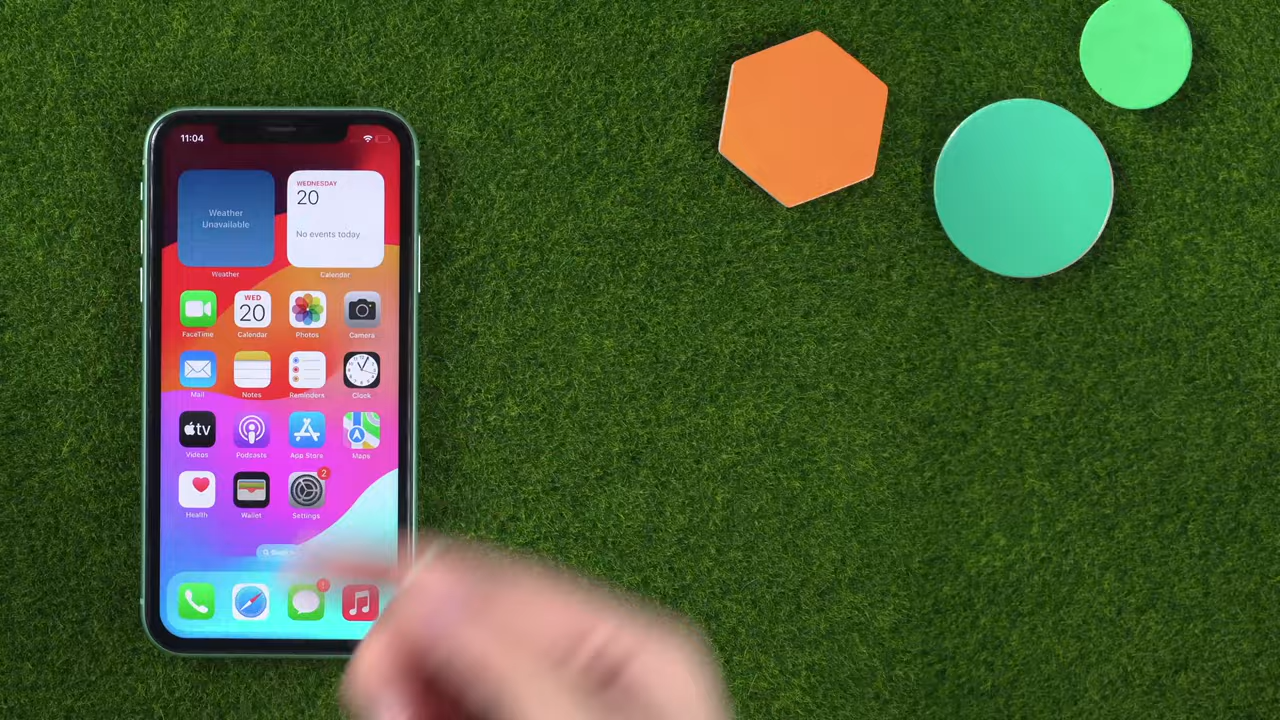 11:04
Weather
Unavailable
WEDNESDAY
20
No events today
Weather
Calendar
WED
20
FaceTime
Calendar
Photos
Camera
Mail
Notes
Reminders
Clock
tv
Videos
Podcasts
App Store
Maps
2
Health
Wallet
Settings
1